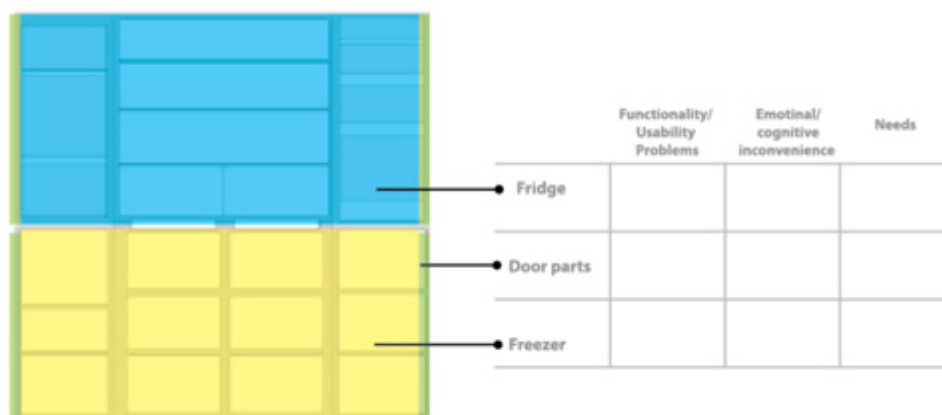 Functionality/
Usability
Problems
Emotinal/
cognitive
inconvenience
Needs
Fridge
Door parts
Freezer